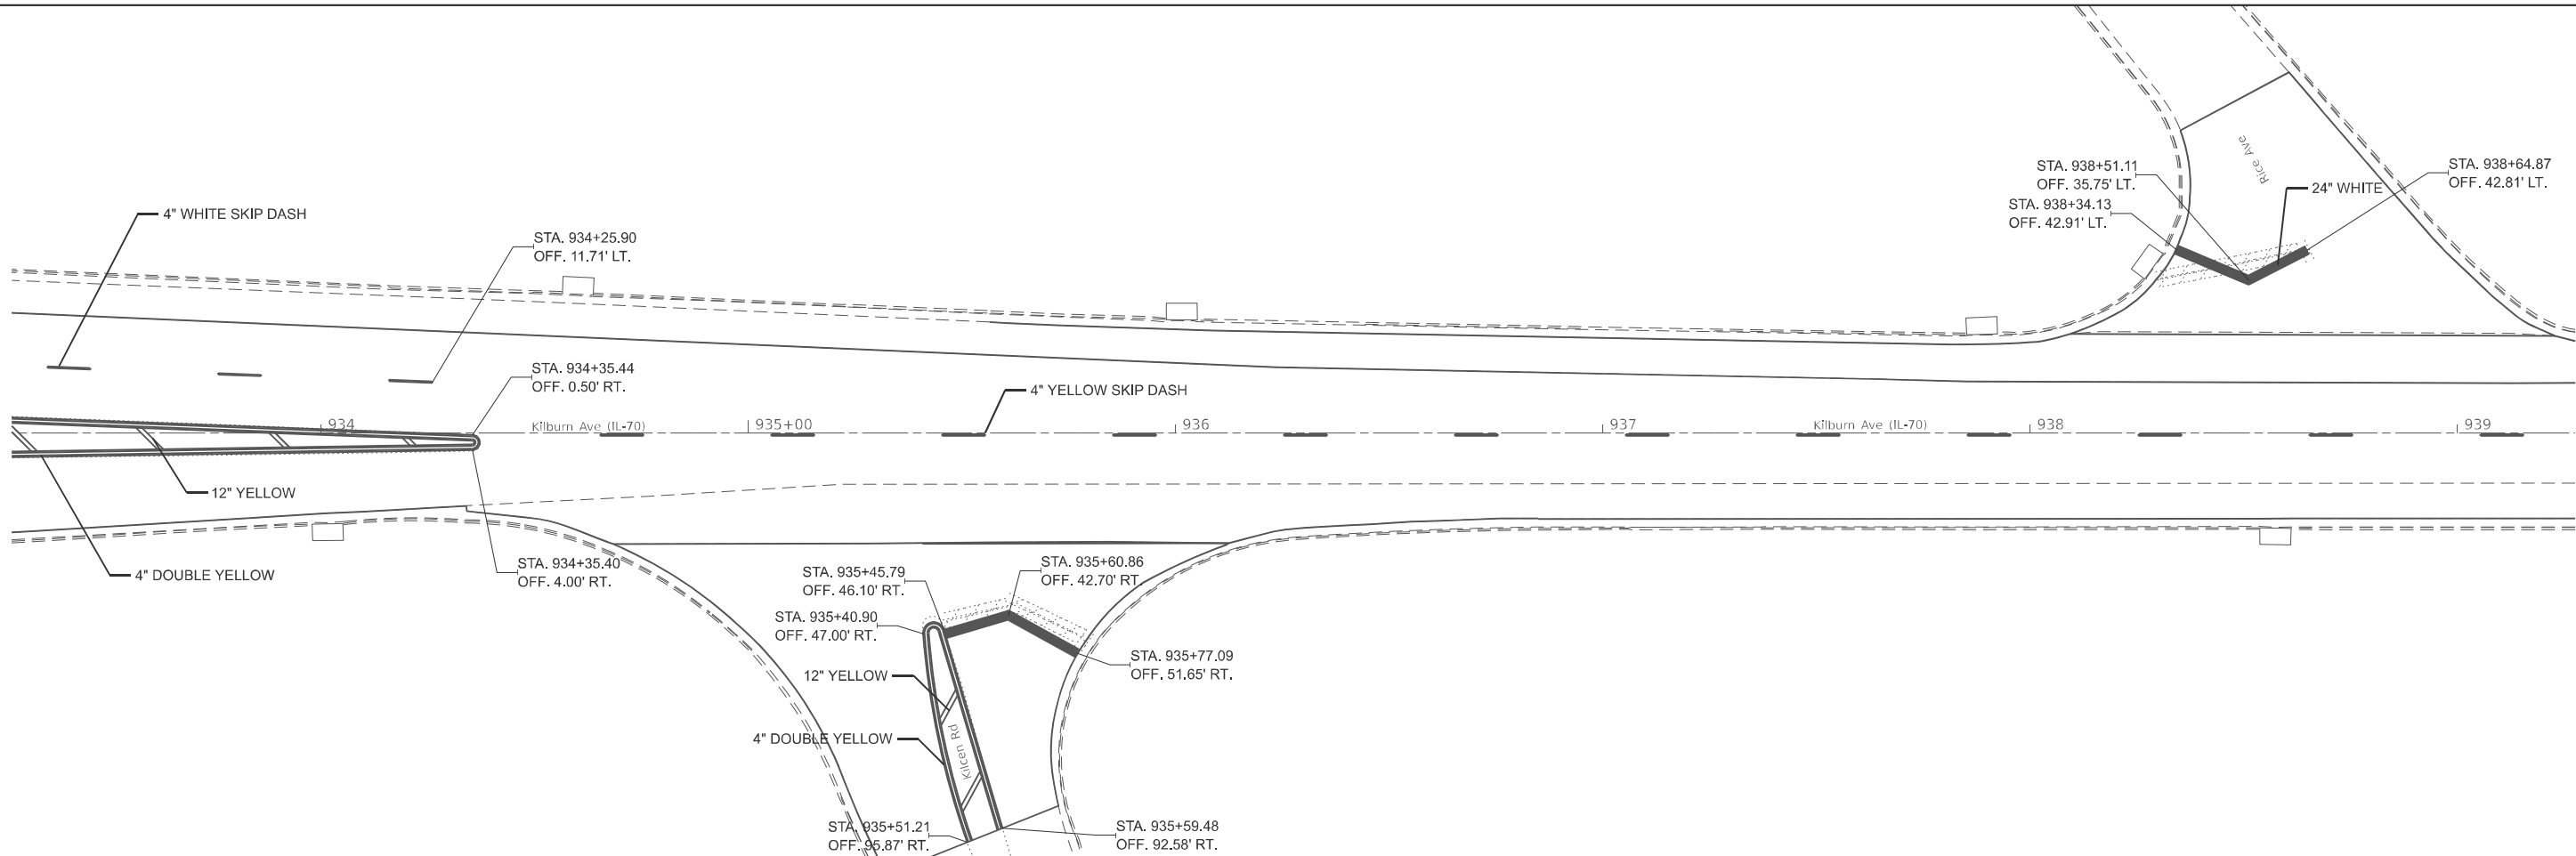 4" WHITE SKIP DASH
STA. 934+25.90
OFF. 11.71' LT.
STA. 934+35.44
OFF. 0.50' RT.
4" YELLOW SKIP DASH
STA. 938+51.11
OFF. 35.75' LT.
STA. 938+34.13
OFF. 42.91' LT.
Rice Ave
24" WHITE
STA. 938+64.87
OFF. 42.81' LT.
934
Kilburn Ave (IL-70)
935+00
936
937
Kilburn Ave (IL-70)
938
939
12" YELLOW
4" DOUBLE YELLOW
STA. 934+35.40
OFF. 4.00' RT.
STA. 935+45.79
OFF. 46.10' RT.
STA. 935+60.86
OFF. 42.70' RT.
STA. 935+40.90
OFF. 47.00' RT.
STA. 935+77.09
OFF. 51.65' RT.
12" YELLOW
4" DOUBLE YELLOW
Kilcen Rd
STA. 935+51.21
OFF. 95.87' RT.
STA. 935+59.48
OFF. 92.58' RT.